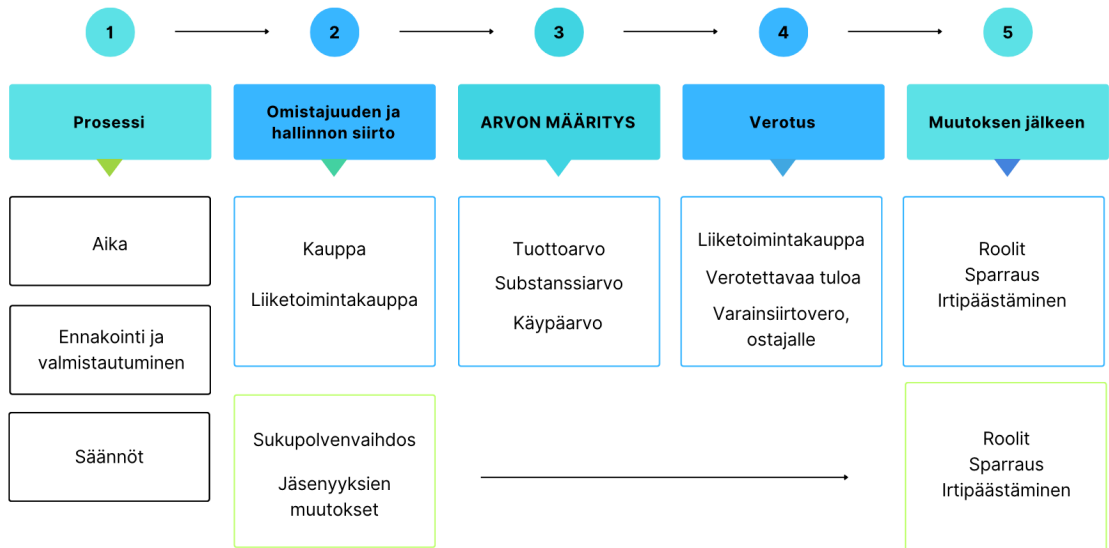 1
2
3
4
5
Prosessi
Omistajuuden ja
hallinnon siirto
ARVON MÄÄRITYS
Verotus
Muutoksen jälkeen
Aika
Ennakointi ja
valmistautuminen
Säännöt
Kauppa
Liiketoimintakauppa
Sukupolvenvaihdos
Jäsenyyksien
muutokset
Tuottoarvo
Substanssiarvo
Käypäarvo
Liiketoimintakauppa
Verotettavaa tuloa
Varainsiirtovero,
ostajalle
Roolit
Sparraus
Irtipäästäminen
Roolit
Sparraus
Irtipäästäminen